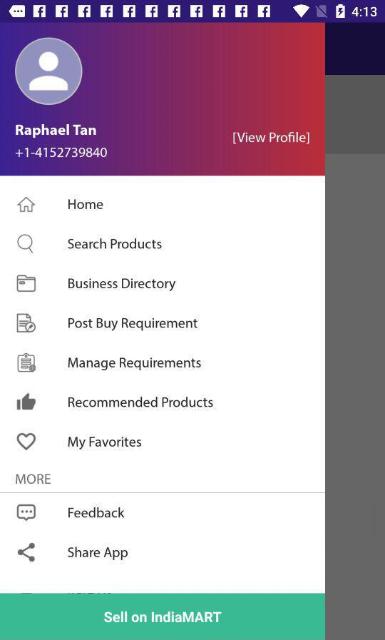 4:13
Raphael Tan
+1-4152739840
[View Profile]
Home
Search Products
Business Directory
Post Buy Requirement
Manage Requirements
Recommended Products
My Favorites
MORE
Feedback
Share App
Sell on IndiaMART